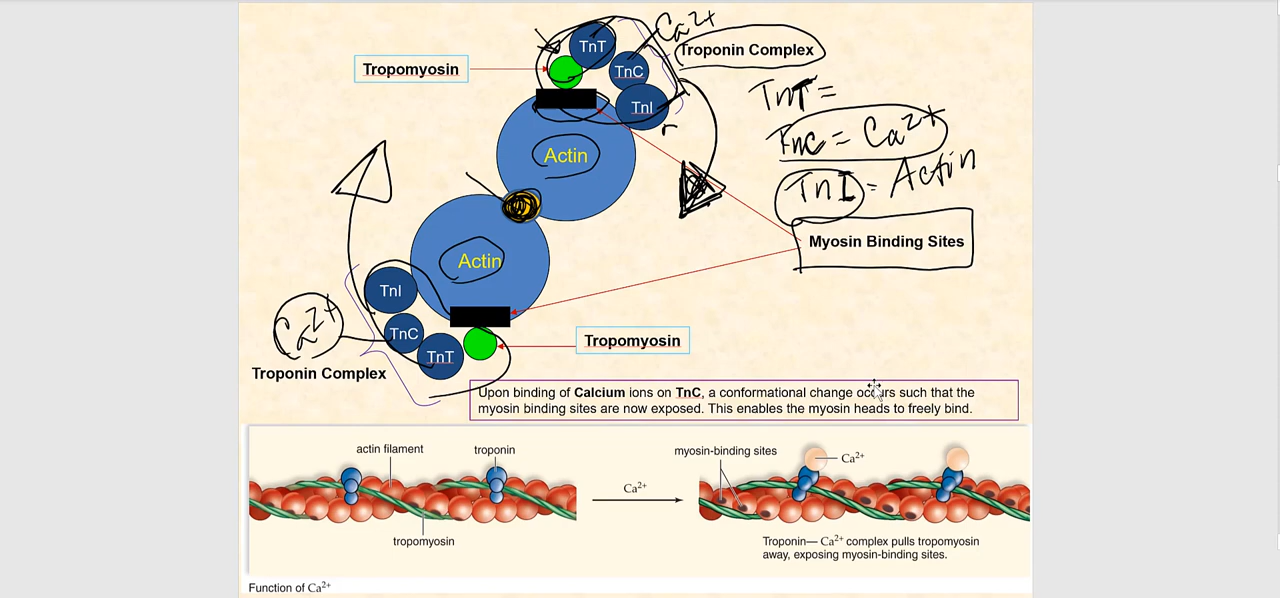 TnT
Ca2+
Tropomyosin
TnC
Troponin Complex
TnI
TnT =
TnC = Ca2+
TnI = Actin
Actin
Myosin Binding Sites
Actin
TnI
Ca2+
TnC
TnT
Tropomyosin
Troponin Complex
Upon binding of Calcium ions on TnC, a conformational change occurs such that the
myosin binding sites are now exposed. This enables the myosin heads to freely bind.
actin filament
troponin
myosin-binding sites
Ca2+
Ca2+
tropomyosin
Troponin— Ca2+ complex pulls tropomyosin
away, exposing myosin-binding sites.
Function of Ca2+